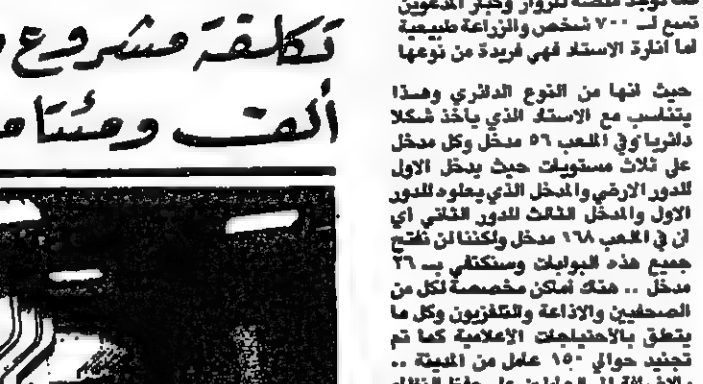 تكلفة مشروع
ألف ومئتا
كما توجد منصة للزوار وكبار المدعوين
تسع لـ ٧٠٠ شخص والزراعة طبيعية
اما انارة الاستاد فهي فريدة من نوعها
حيث انها من النوع الدائري وهذا
يتناسب مع الاستاد الذي يأخذ شكلا
دائريا وفي الملعب ٥٦ مدخل وكل مدخل
على ثلاث مستويات حيث يدخل الاول
للدور الارضي والمدخل الذي يعلوه للدور
الاول والمدخل الثالث للدور الثاني اي
ان في الملعب ١٦٨ مدخل ولكننا لن نفتح
جميع هذه البوابات وسنكتفي بـ ٢٦
مدخل .. هناك اماكن مخصصة لكل من
الصحفيين والاذاعة والتلفزيون وكل ما
يتعلق بالاحتياجات الاعلامية كما تم
تجنيد حوالي ١٥٠ عامل من المدينة ..